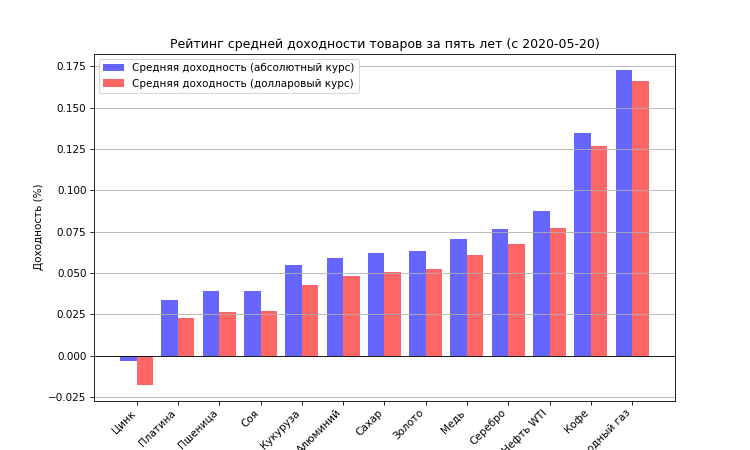 Рейтинг средней доходности товаров за пять лет (с 2020-05-20)
Средняя доходность (абсолютный курс)
Средняя доходность (долларовый курс)
Доходность (%)
0.175
0.150
0.125
0.100
0.075
0.050
0.025
0.000
−0.025
Цинк
Платина
Пшеница
Соя
Кукуруза
Алюминий
Сахар
Золото
Медь
Серебро
Нефть WTI
Кофе
газ